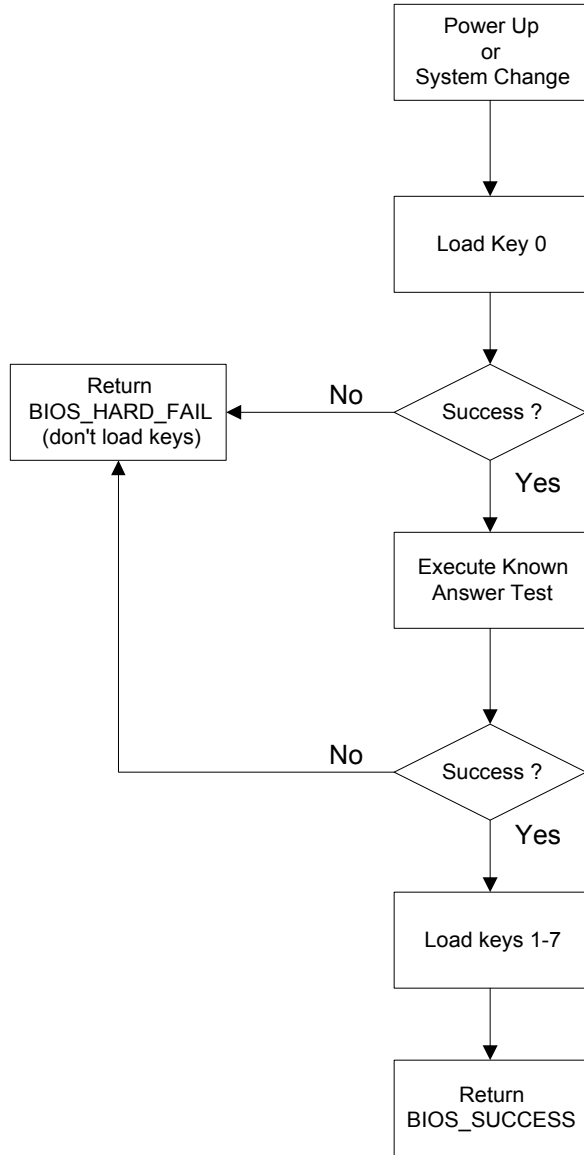 Power Up
or
System Change
Load Key 0
Return
BIOS_HARD_FAIL
(don't load keys)
No
Success ?
Yes
Execute Known
Answer Test
No
Success ?
Yes
Load keys 1-7
Return
BIOS_SUCCESS